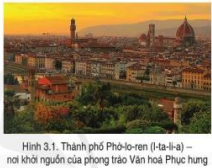 Hình 3.1. Thành phố Phờ-lo-ren (I-ta-li-a) –
nơi khởi nguồn của phong trào Văn hoá Phục hưng